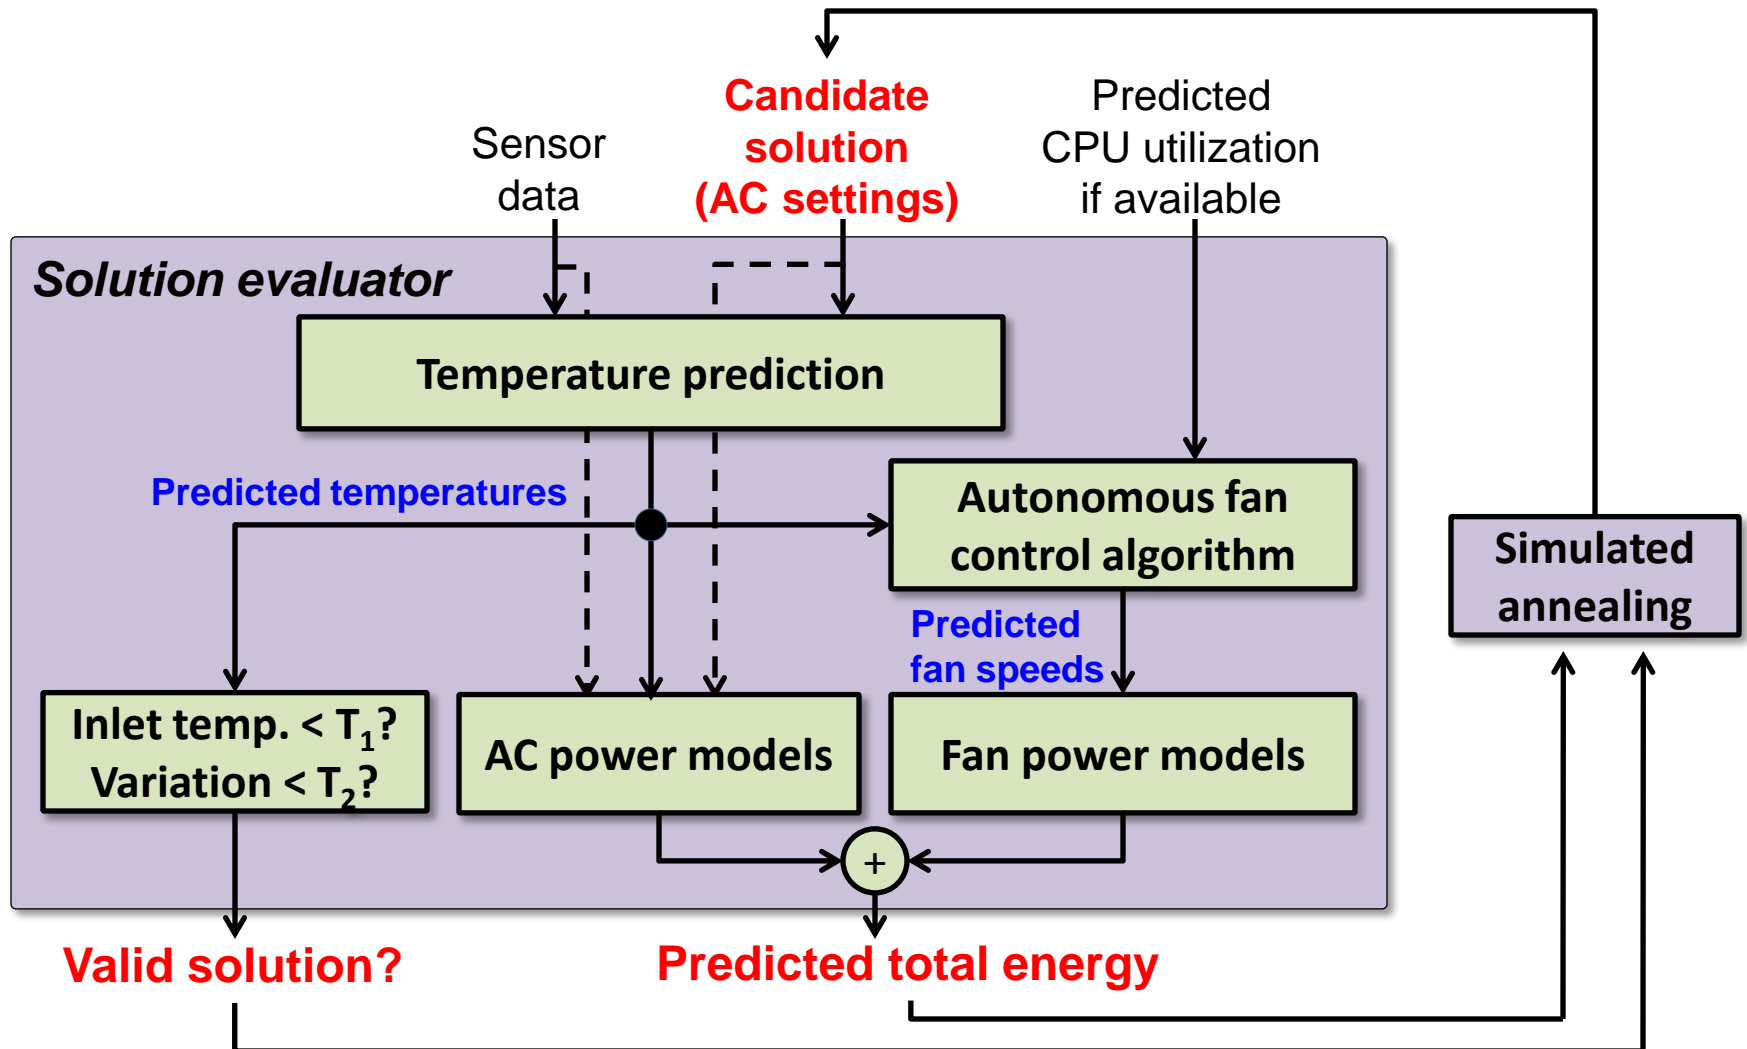 Candidate
solution
(AC settings)
Predicted
CPU utilization
if available
Sensor
data
Solution evaluator
Temperature prediction
Predicted temperatures
Autonomous fan
control algorithm
Simulated
annealing
Predicted
fan speeds
Inlet temp. < T₁?
Variation < T₂?
AC power models
Fan power models
+
Valid solution?
Predicted total energy